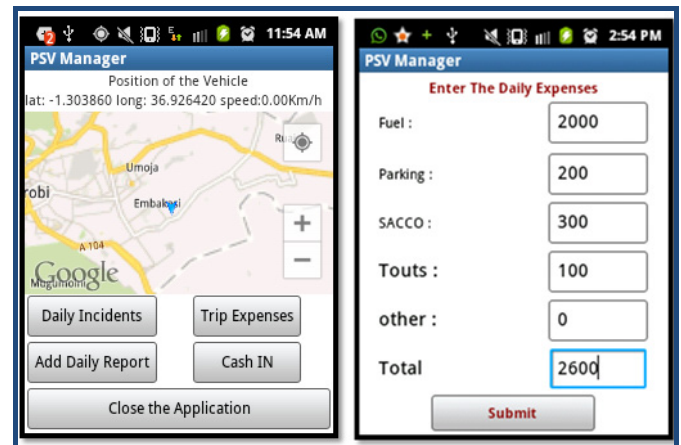 11:54 AM
PSV Manager
Position of the Vehicle
lat: -1.303860 long: 36.926420 speed:0.00Km/h
Umoja
robi
Embakasi
A 104
Google
+
−
Daily Incidents
Trip Expenses
Add Daily Report
Cash IN
Close the Application
2:54 PM
PSV Manager
Enter The Daily Expenses
Fuel : 2000
Parking : 200
SACCO : 300
Touts : 100
other : 0
Total 2600
Submit